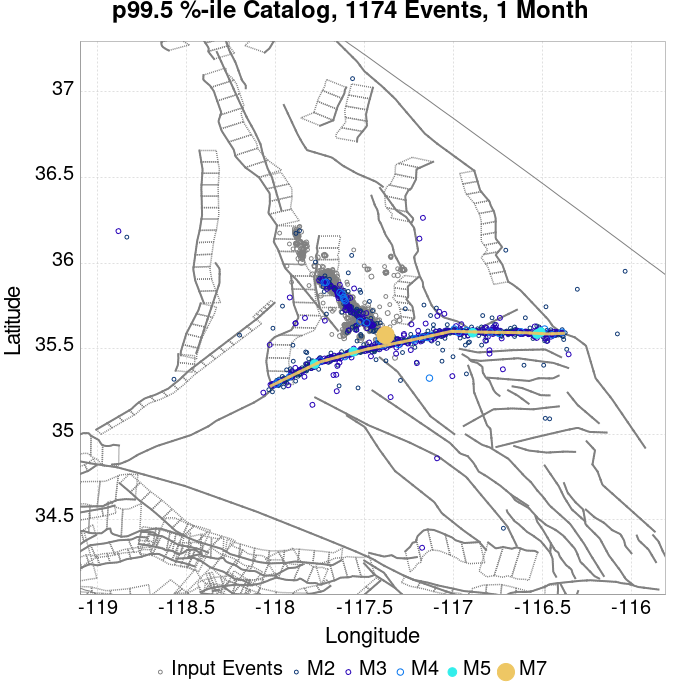 p99.5 %-ile Catalog, 1174 Events, 1 Month
37
36.5
36
35.5
35
34.5
Latitude
-119 -118.5 -118 -117.5 -117 -116.5 -116
Longitude
Input Events M2 M3 M4 M5 M7